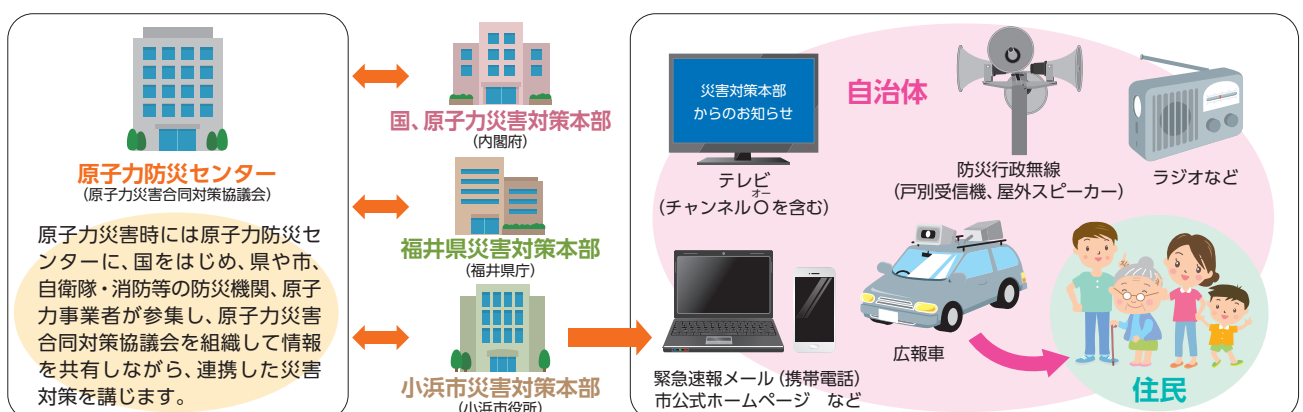 原子力防災センター
(原子力災害合同対策協議会)
原子力災害時には原子力防災セ
ンターに、国をはじめ、県や市、
自衛隊・消防等の防災機関、原子
力事業者が参集し、原子力災害
合同対策協議会を組織して情報
を共有しながら、連携した災害
対策を講じます。
国、原子力災害対策本部
(内閣府)
福井県災害対策本部
(福井県庁)
小浜市災害対策本部
(小浜市役所)
災害対策本部
からのお知らせ
自治体
テレビ
オー
(チャンネルOを含む)
防災行政無線
(戸別受信機、屋外スピーカー)
ラジオなど
緊急速報メール(携帯電話)
市公式ホームページ など
広報車
住民